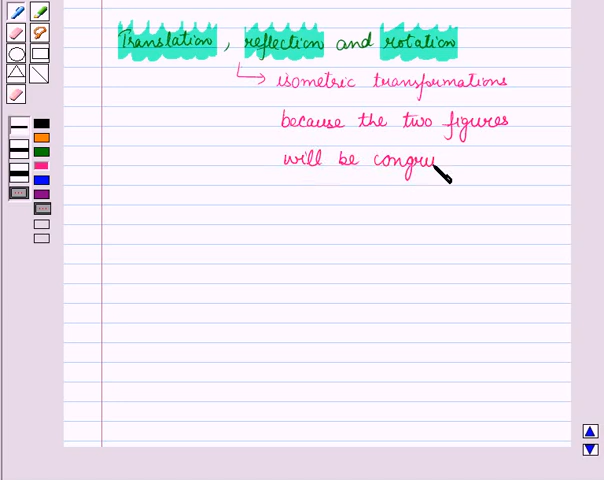 Translation, reflection and rotation
isometric transformations
because the two figures
will be congru